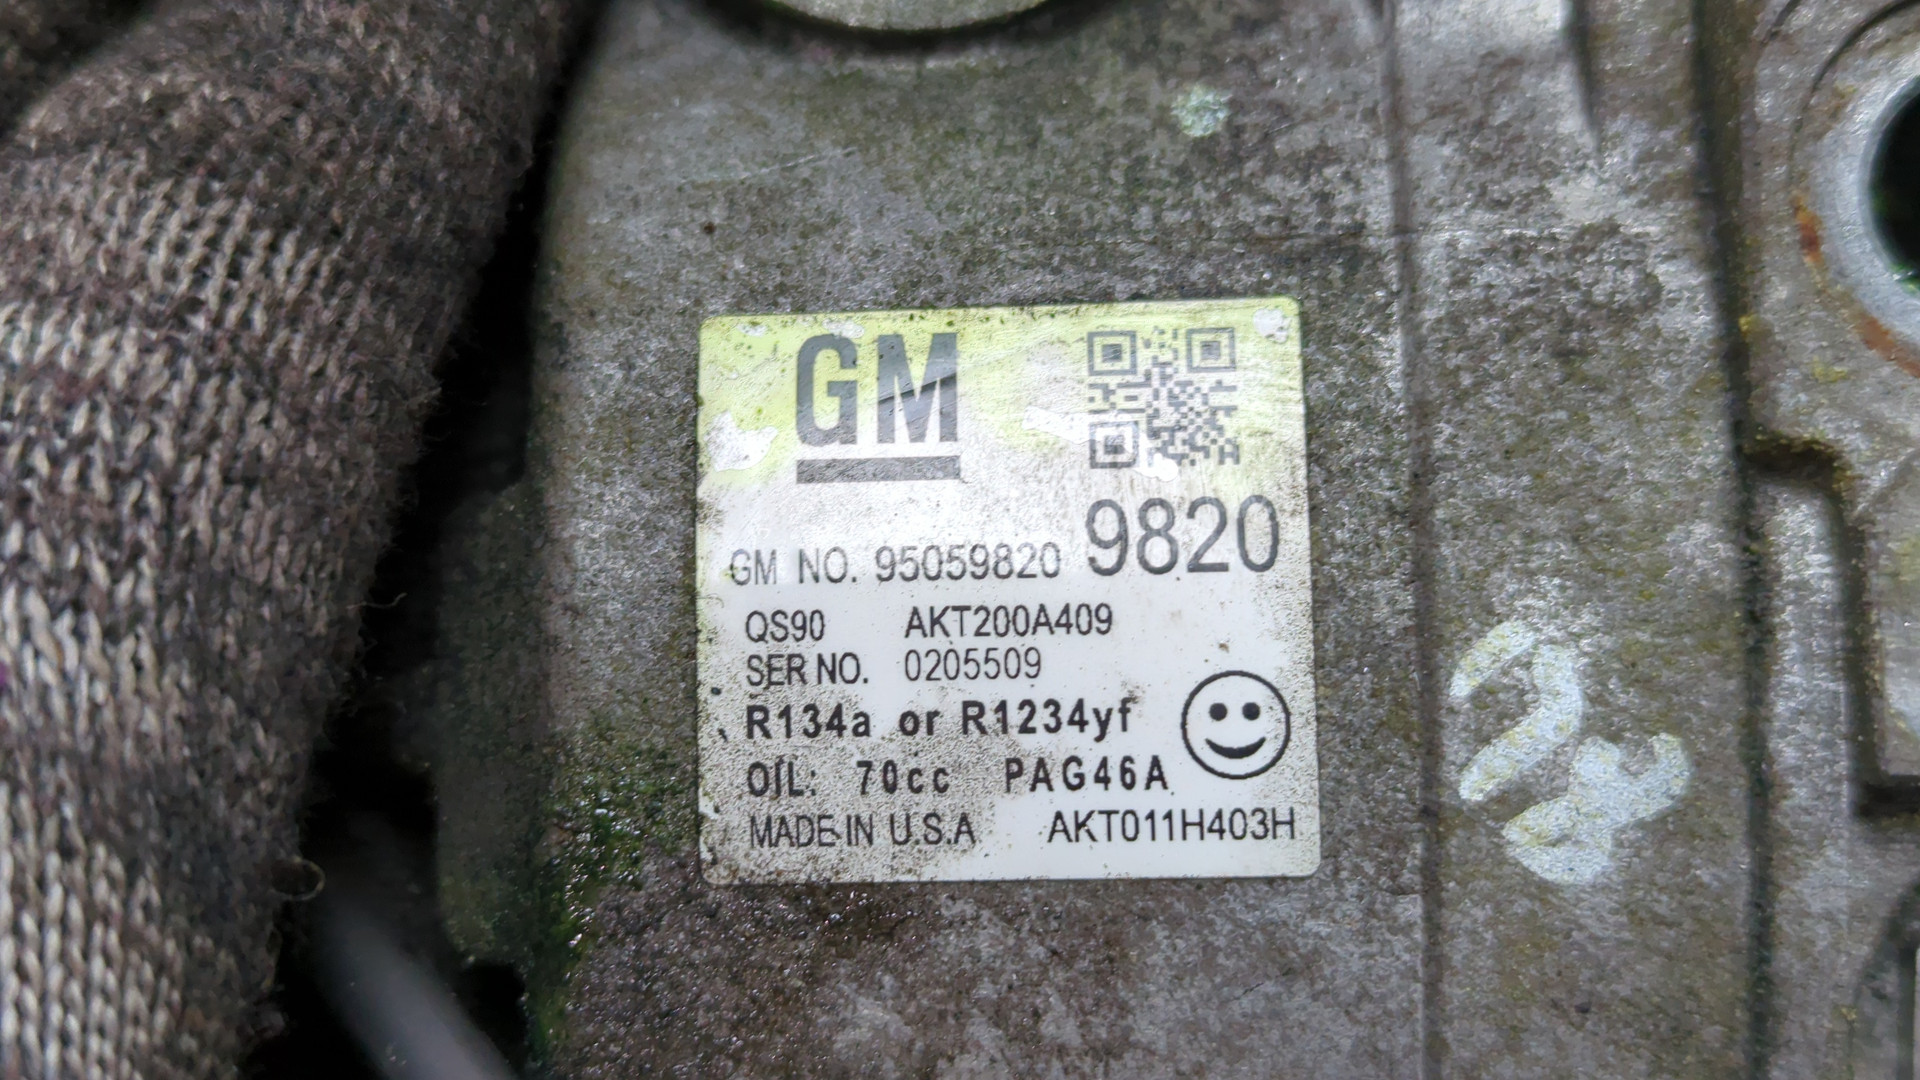 GM
GM NO. 95059820 9820
QS90 AKT200A409
SER NO. 0205509
R134a or R1234yf
OIL: 70cc PAG46A
MADE IN U.S.A AKT011H403H